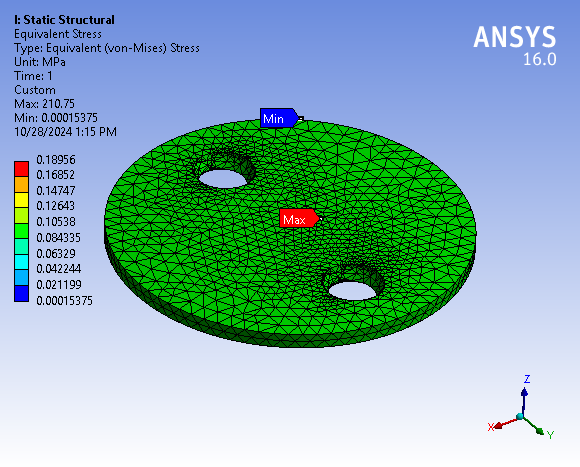 I: Static Structural
Equivalent Stress
Type: Equivalent (von-Mises) Stress
Unit: MPa
Time: 1
Custom
Max: 210.75
Min: 0.00015375
10/28/2024 1:15 PM
ANSYS
16.0
0.18956
0.16852
0.14747
0.12643
0.10538
0.084335
0.06329
0.042244
0.021199
0.00015375
Min
Max
Z
X
Y